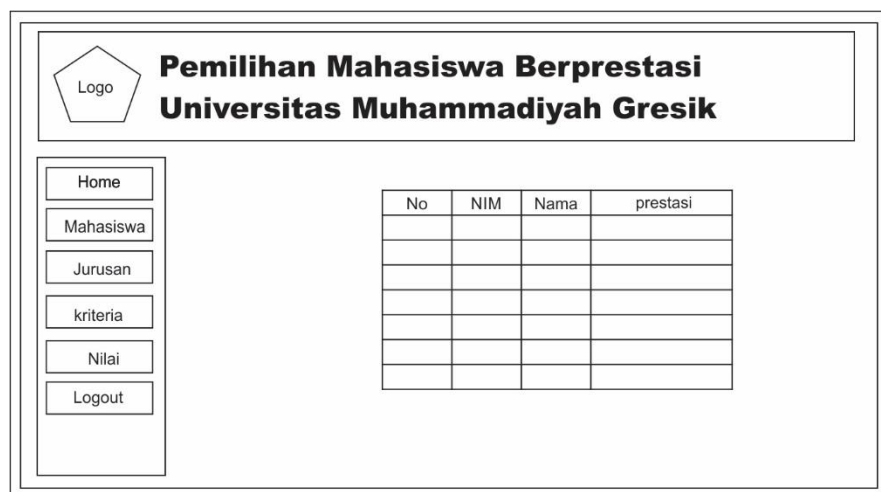 Logo
Pemilihan Mahasiswa Berprestasi
Universitas Muhammadiyah Gresik
Home
Mahasiswa
Jurusan
kriteria
Nilai
Logout
No NIM Nama prestasi